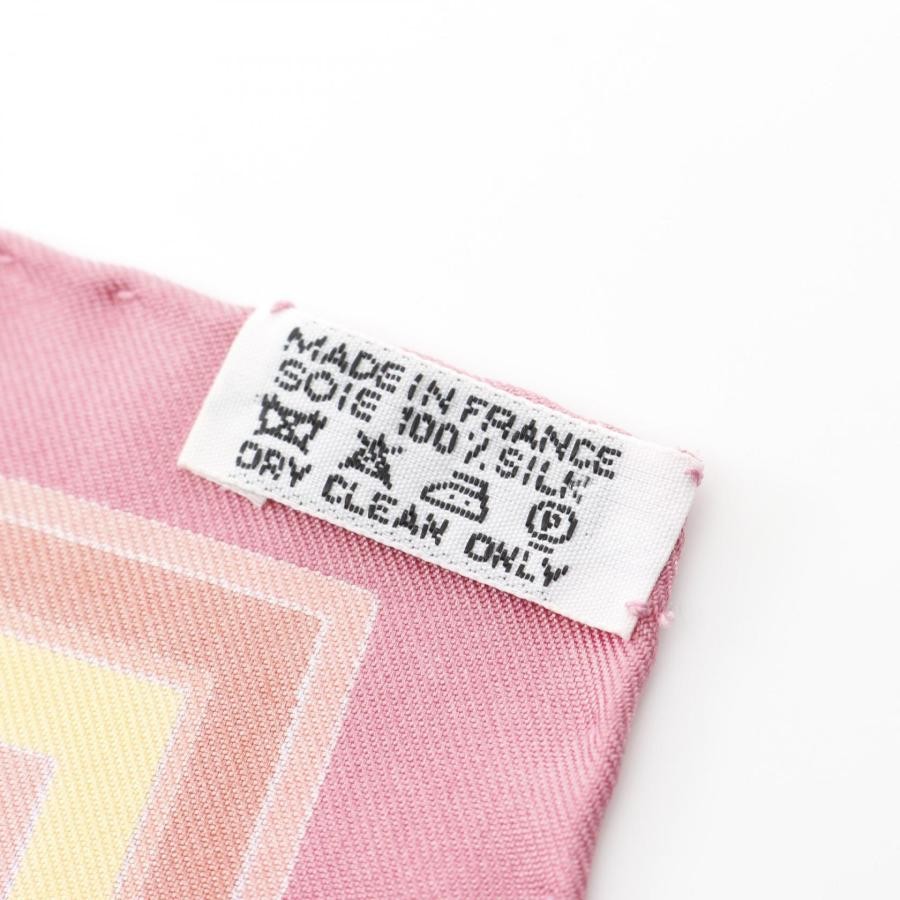 MADE IN FRANCE
SOIE 100% SILK
P
DRY CLEAN ONLY